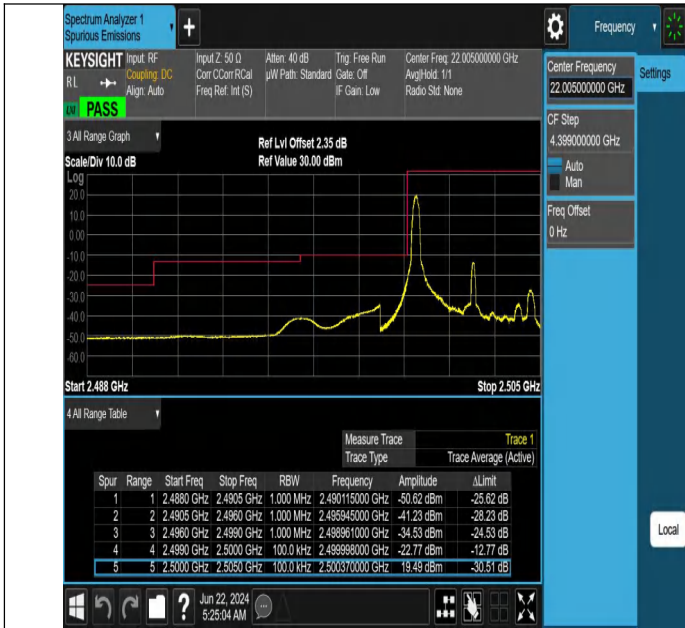 Spectrum Analyzer 1
Spurious Emissions
+
Frequency
KEYSIGHT Input: RF Input Z: 50 Ω Atten: 40 dB Trig: Free Run Center Freq: 22.005000000 GHz
RL Coupling: DC Corr CCorr RCal µW Path: Standard Gate: Off Avg|Hold: 1/1
Align: Auto Freq Ref: Int (S) IF Gain: Low Radio Std: None
PASS
3 All Range Graph
Ref Lvl Offset 2.35 dB
Scale/Div 10.0 dB Ref Value 30.00 dBm
Log
20.0
10.0
0.00
-10.0
-20.0
-30.0
-40.0
-50.0
-60.0
Start 2.488 GHz Stop 2.505 GHz
4 All Range Table
Measure Trace Trace 1
Trace Type Trace Average (Active)
Spur Range Start Freq Stop Freq RBW Frequency Amplitude ΔLimit
1 1 2.4880 GHz 2.4905 GHz 1.000 MHz 2.490115000 GHz -50.62 dBm -25.62 dB
2 2 2.4905 GHz 2.4960 GHz 1.000 MHz 2.495945000 GHz -41.23 dBm -28.23 dB
3 3 2.4960 GHz 2.4990 GHz 1.000 MHz 2.498961000 GHz -34.53 dBm -24.53 dB
4 4 2.4990 GHz 2.5000 GHz 100.0 kHz 2.499998000 GHz -22.77 dBm -12.77 dB
5 5 2.5000 GHz 2.5050 GHz 100.0 kHz 2.500370000 GHz 19.49 dBm -30.51 dB
Center Frequency
22.005000000 GHz
Settings
CF Step
4.399000000 GHz
Auto
Man
Freq Offset
0 Hz
Local
?
Jun 22, 2024
5:25:04 AM